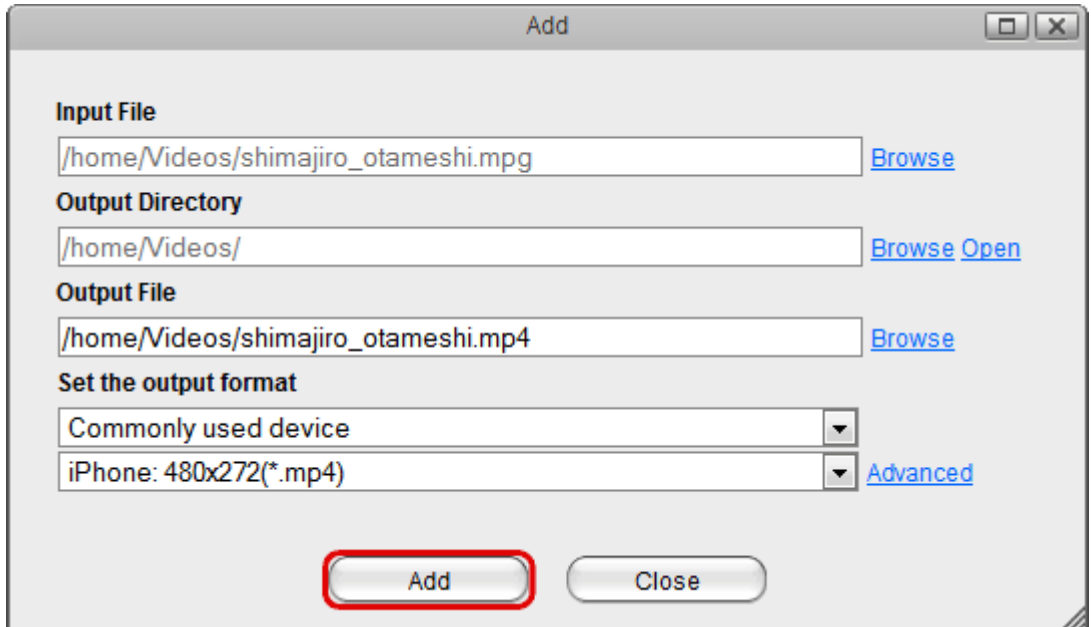 Add
Input File
/home/Videos/shimajiro_otameshi.mpg Browse
Output Directory
/home/Videos/ Browse Open
Output File
/home/Videos/shimajiro_otameshi.mp4 Browse
Set the output format
Commonly used device
iPhone: 480x272(*.mp4) Advanced
Add Close